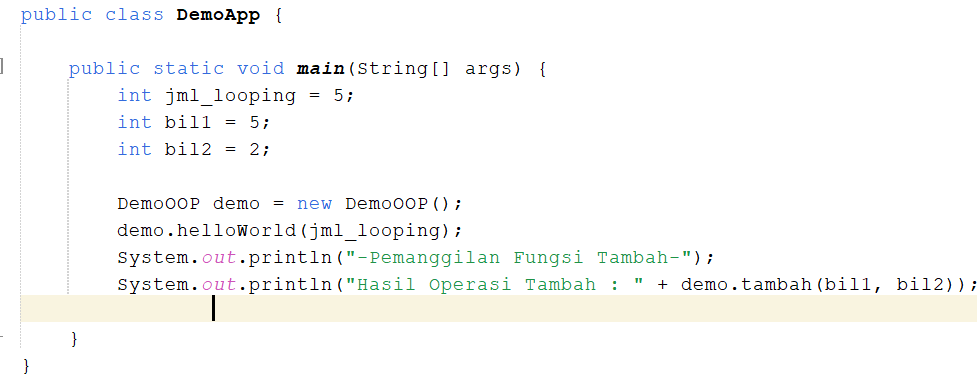 public class DemoApp {
public static void main(String[] args) {
int jml_looping = 5;
int bil1 = 5;
int bil2 = 2;
DemoOOP demo = new DemoOOP();
demo.helloWorld(jml_looping);
System.out.println("-Pemanggilan Fungsi Tambah-");
System.out.println("Hasil Operasi Tambah : " + demo.tambah(bil1, bil2));
}
}